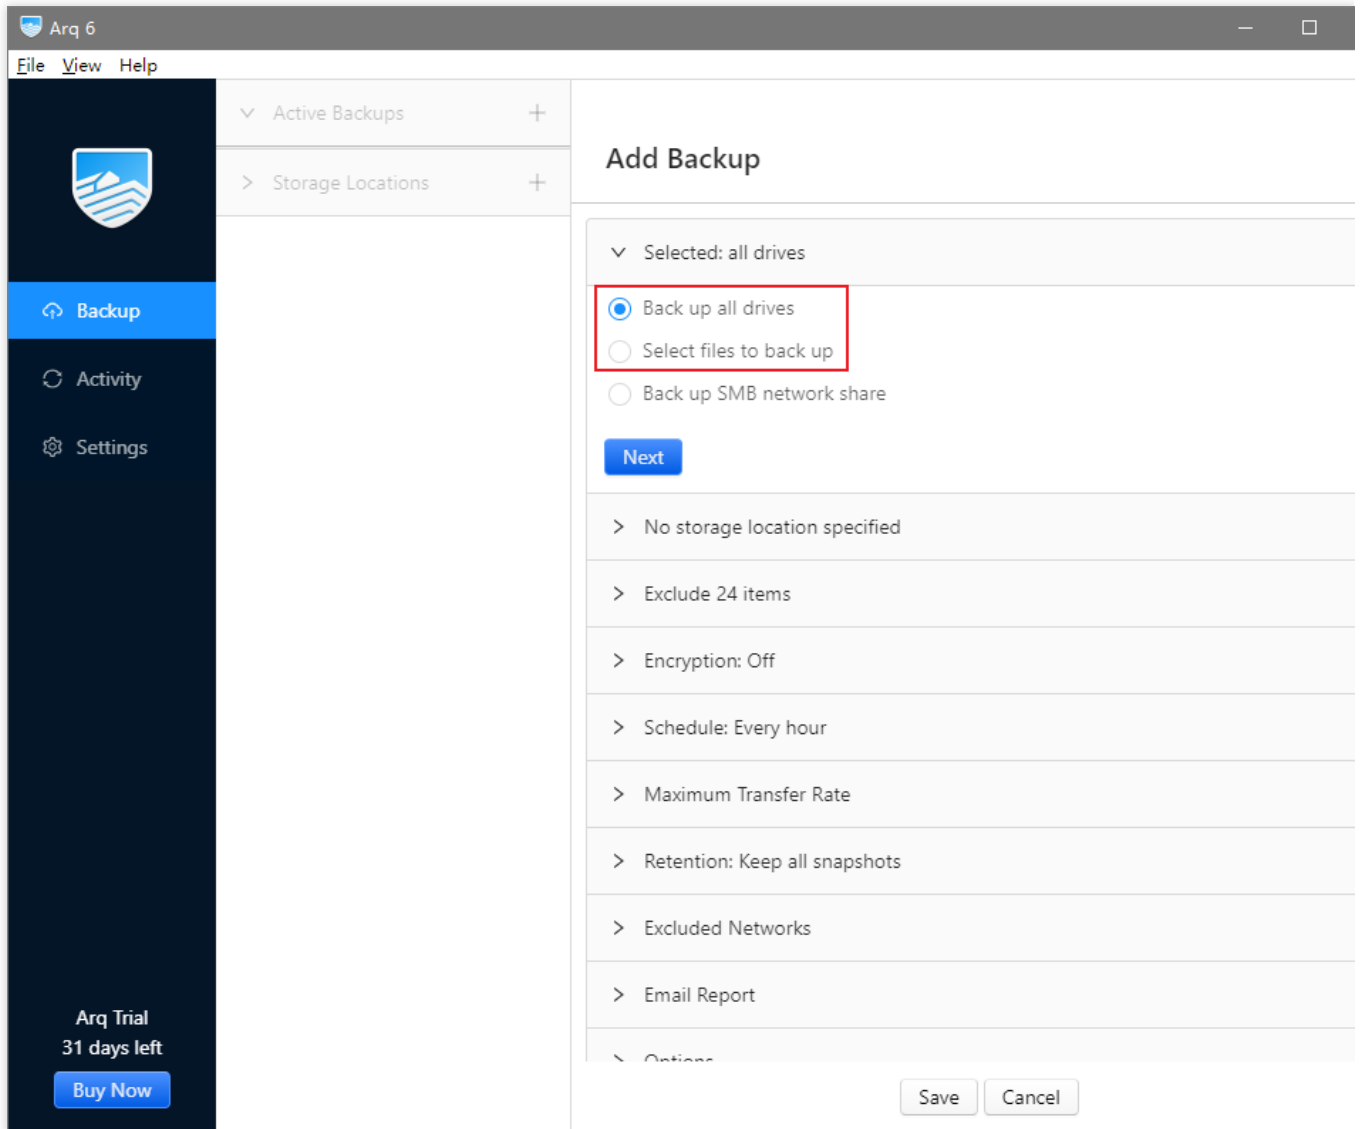 Arq 6
File View Help
Active Backups
Storage Locations
Add Backup
Selected: all drives
Back up all drives
Select files to back up
Back up SMB network share
Next
No storage location specified
Exclude 24 items
Encryption: Off
Schedule: Every hour
Maximum Transfer Rate
Retention: Keep all snapshots
Excluded Networks
Email Report
Options
Save Cancel
Backup
Activity
Settings
Arq Trial
31 days left
Buy Now